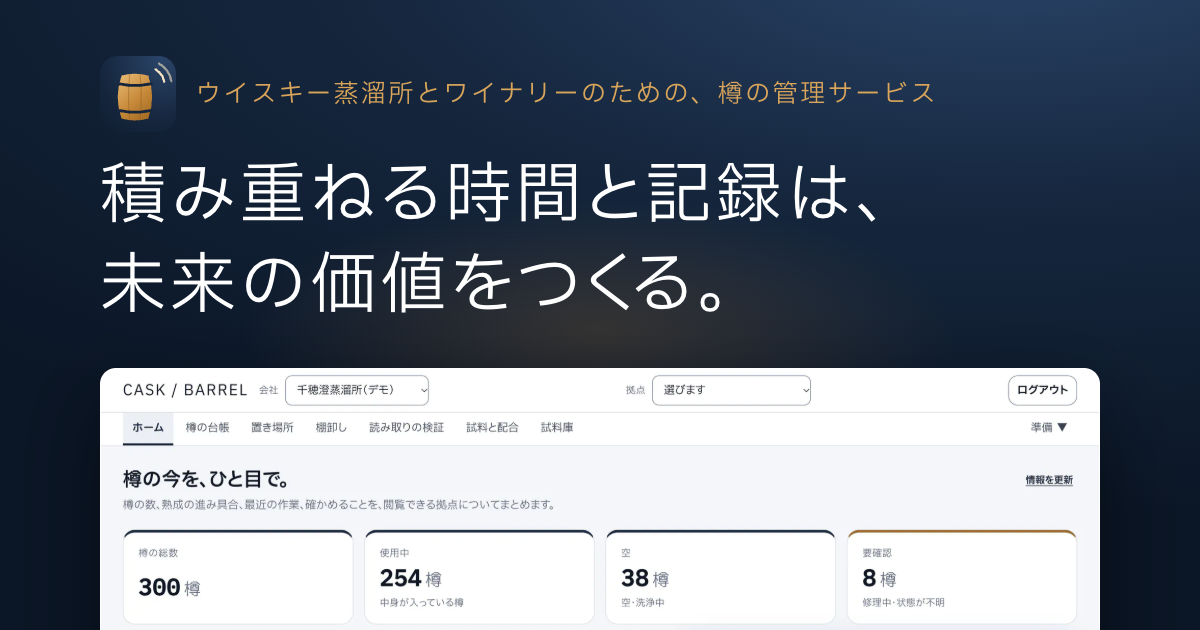 ウイスキー蒸溜所とワイナリーのための、樽の管理サービス
積み重ねる時間と記録は、
未来の価値をつくる。
CASK / BARREL 会社 千穂澄蒸溜所(デモ) 拠点 選びます ログアウト
ホーム 樽の台帳 置き場所 棚卸し 読み取りの検証 試料と配合 試料庫 準備 ▼
樽の今を、ひと目で。 情報を更新
樽の数、熟成の進み具合、最近の作業、確かめることを、閲覧できる拠点についてまとめます。
樽の総数 使用中 空 要確認
300 樽 254 樽 38 樽 8 樽
中身が入っている樽 空・洗浄中 修理中・状態が不明